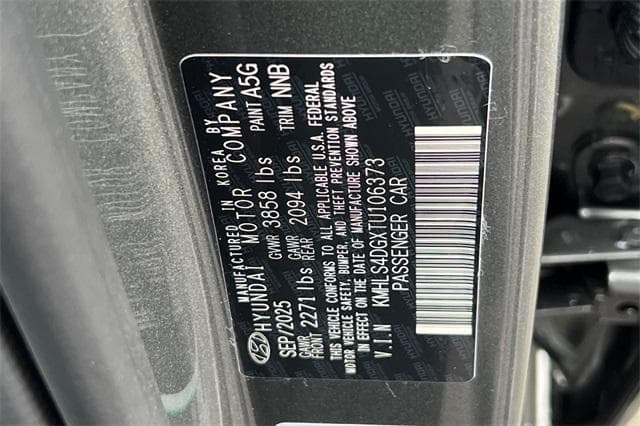 MANUFACTURED IN KOREA BY
HYUNDAI MOTOR COMPANY
SEP/2025 GVWR 3858 lbs PAINT A5G
GAWR FRONT 2271 lbs GAWR REAR 2094 lbs TRIM NNB
THIS VEHICLE CONFORMS TO ALL APPLICABLE U.S.A. FEDERAL
MOTOR VEHICLE SAFETY, BUMPER, AND THEFT PREVENTION STANDARDS
IN EFFECT ON THE DATE OF MANUFACTURE SHOWN ABOVE
V.I.N KMHLS4DGXTU106373
PASSENGER CAR